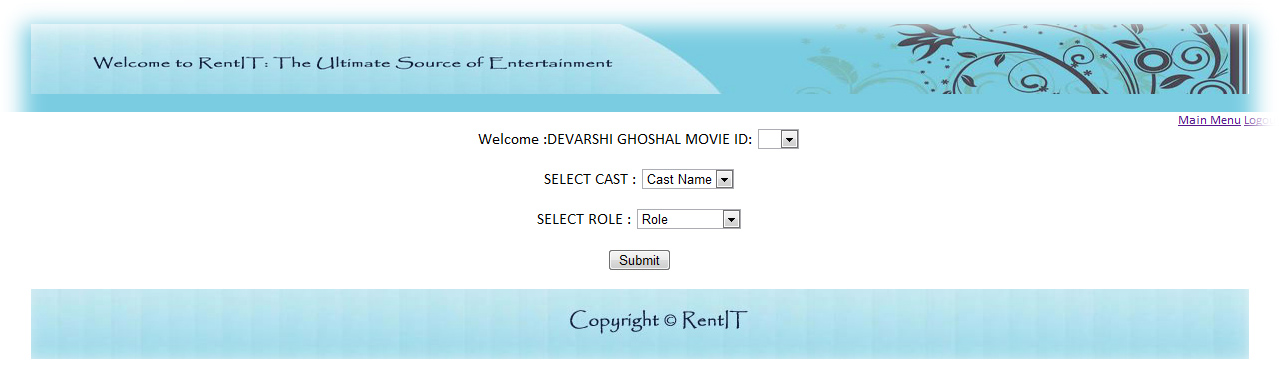 Welcome to RentIT: The Ultimate Source of Entertainment
Main Menu
Welcome :DEVARSHI GHOSHAL MOVIE ID:
SELECT CAST : Cast Name
SELECT ROLE : Role
Submit
Copyright © RentIT